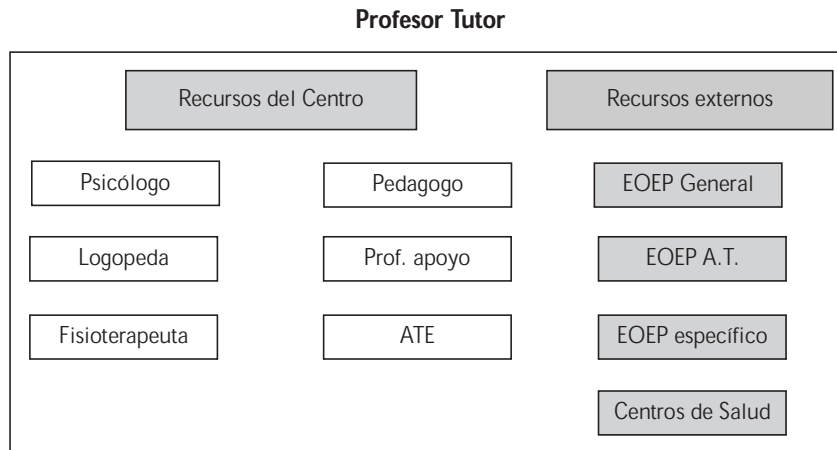 Profesor Tutor
Recursos del Centro
Recursos externos
Psicólogo
Pedagogo
EOEP General
Logopeda
Prof. apoyo
EOEP A.T.
Fisioterapeuta
ATE
EOEP específico
Centros de Salud